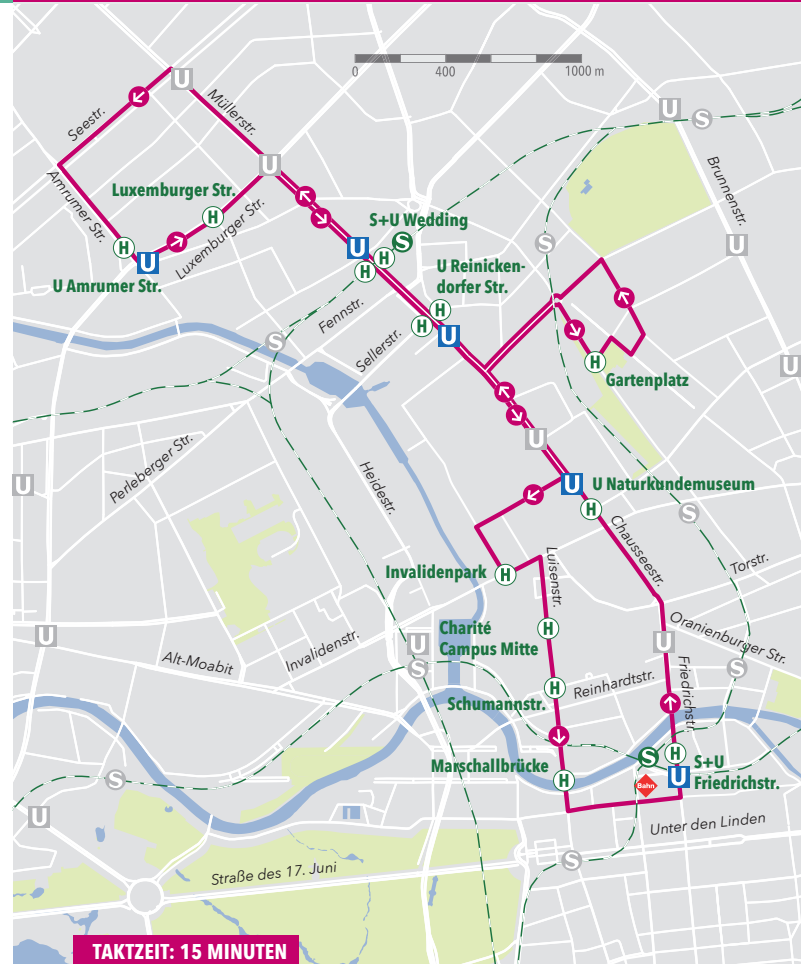 0 400 1000 m
U
Müllerstr.
Seestr.
U
S
Amrumer Str.
Luxemburger Str.
H
U
Brunnenstr.
S+U Wedding
S
H
U
Luxemburger Str.
U
H
H
S
U
U Amrumer Str.
U Reinicken-
dorfer Str.
H
H
U
Fennstr.
Sellerstr.
S
H
Gartenplatz
U
U
Perleberger Str.
Heidestr.
U
U
U Naturkundemuseum
H
Chausseestr.
S
Torstr.
Invalidenpark
H
Luisenstr.
Oranienburger Str.
Charité
Campus Mitte
H
U
U
Invalidenstr.
Alt-Moabit
U
S
S
Friedrichstr.
Reinhardtstr.
Schumannstr.
H
Marschallbrücke
H
S
H
S+U
Friedrichstr.
U
Bahn
S
U
Unter den Linden
S
Straße des 17. Juni
TAKTZEIT: 15 MINUTEN